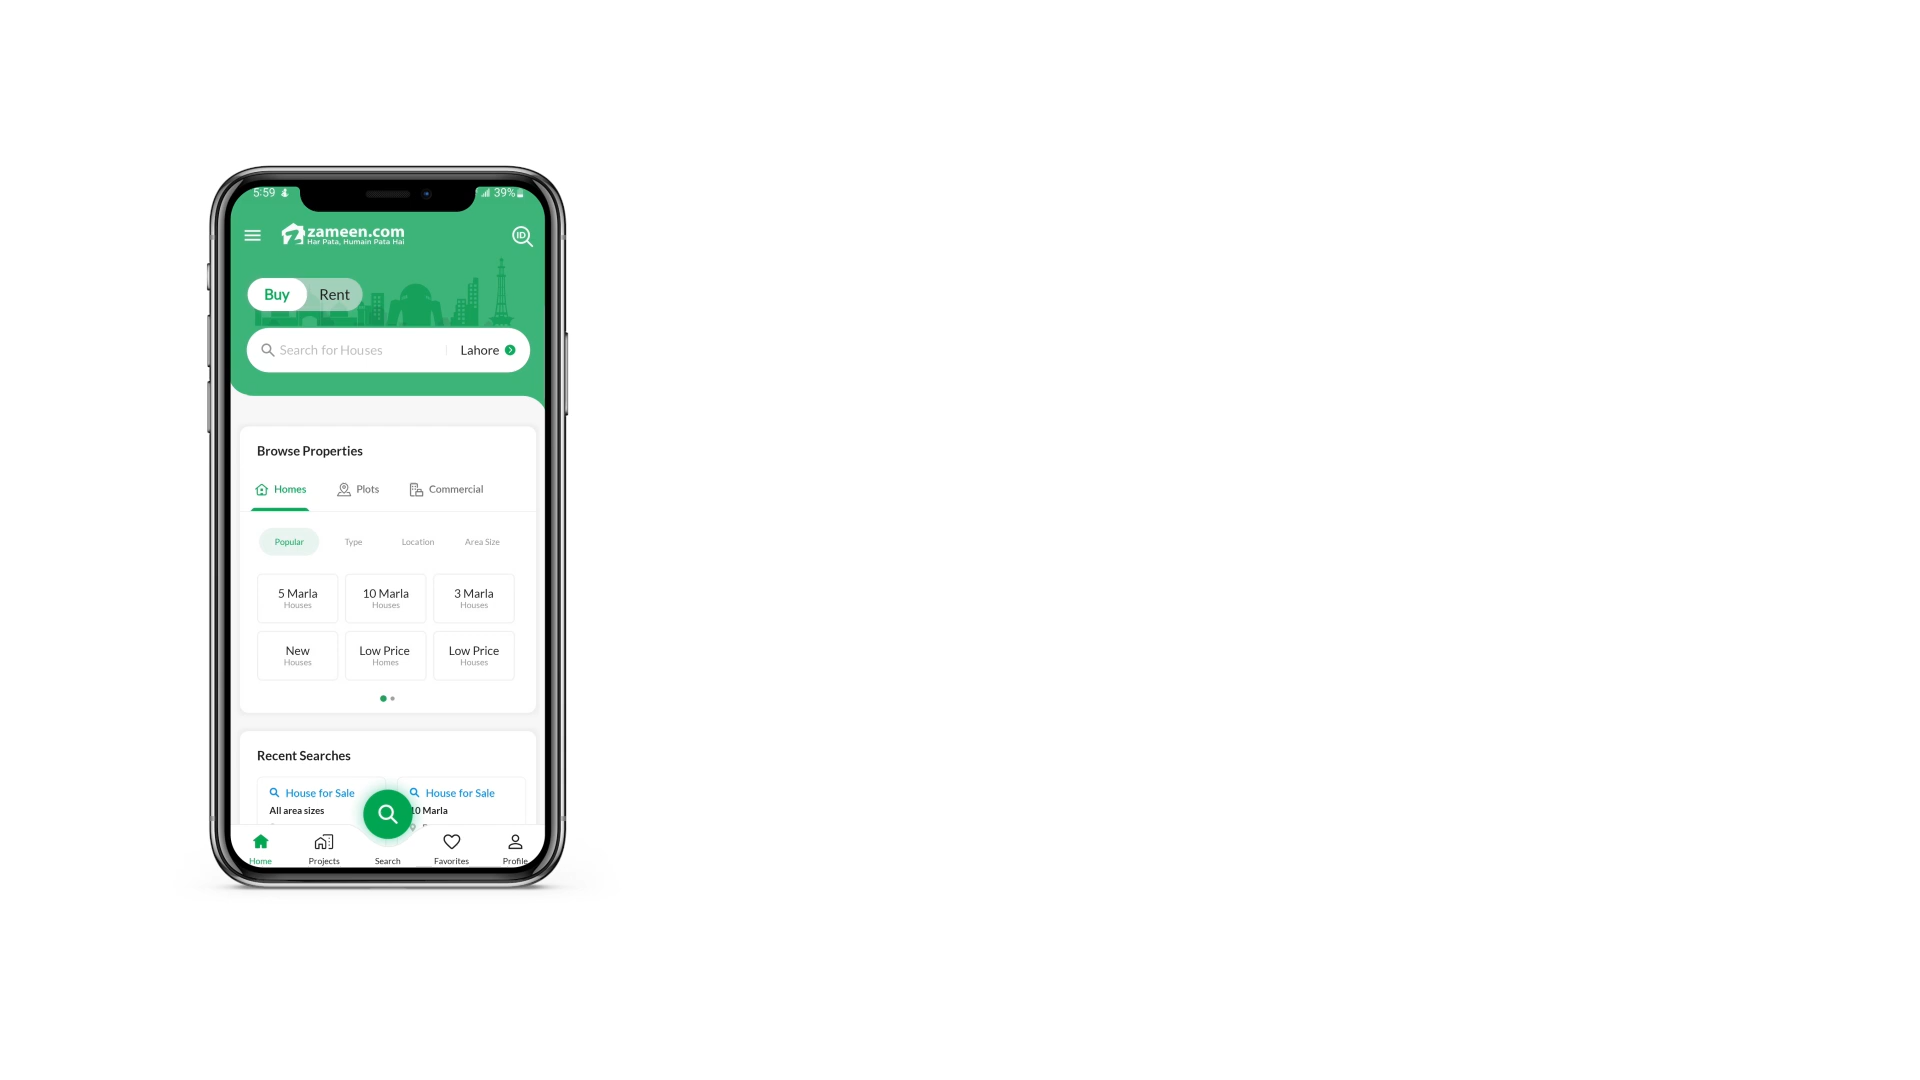 5:59
39%
zameen.com
Har Pata, Humain Pata Hai
ID
Buy Rent
Search for Houses Lahore
Browse Properties
Homes Plots Commercial
Popular Type Location Area Size
5 Marla 10 Marla 3 Marla
Houses Houses Houses
New Low Price Low Price
Houses Homes Houses
Recent Searches
House for Sale House for Sale
All area sizes 10 Marla
Home Projects Search Favorites Profile